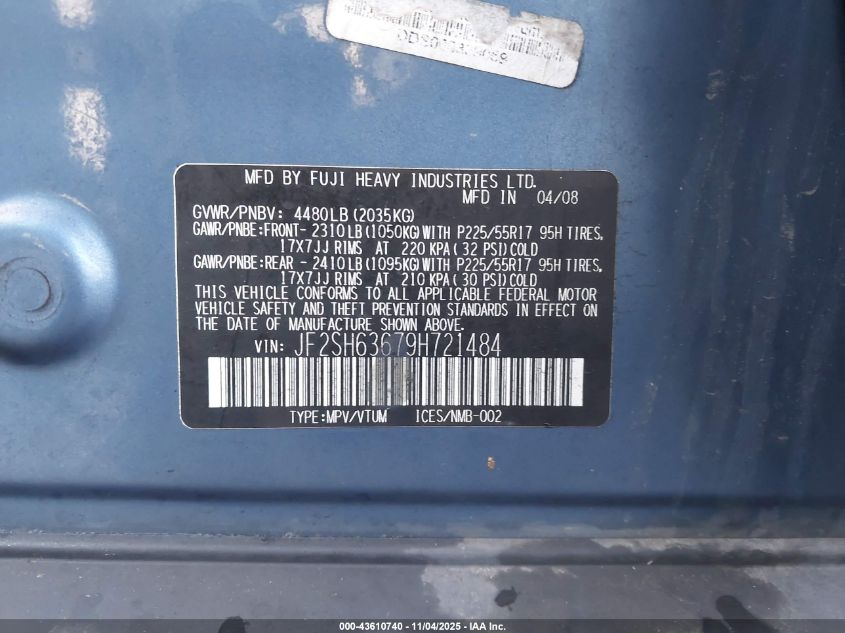 MFD BY FUJI HEAVY INDUSTRIES LTD.
MFD IN 04/08
GVWR/PNBV: 4480LB(2035KG)
GAWR/PNBE:FRONT- 2310LB(1050KG)WITH P225/55R17 95H TIRES,
17X7JJ RIMS AT 220 KPA( 32 PSI)COLD
GAWR/PNBE:REAR - 2410LB(1095KG)WITH P225/55R17 95H TIRES,
17X7JJ RIMS AT 210 KPA( 30 PSI)COLD
THIS VEHICLE CONFORMS TO ALL APPLICABLE FEDERAL MOTOR
VEHICLE SAFETY AND THEFT PREVENTION STANDARDS IN EFFECT ON
THE DATE OF MANUFACTURE SHOWN ABOVE.
VIN: JF2SH63679H721484
TYPE:MPV/VTUM ICES/NMB-002
000-43610740 - 11/04/2025 - IAA Inc.